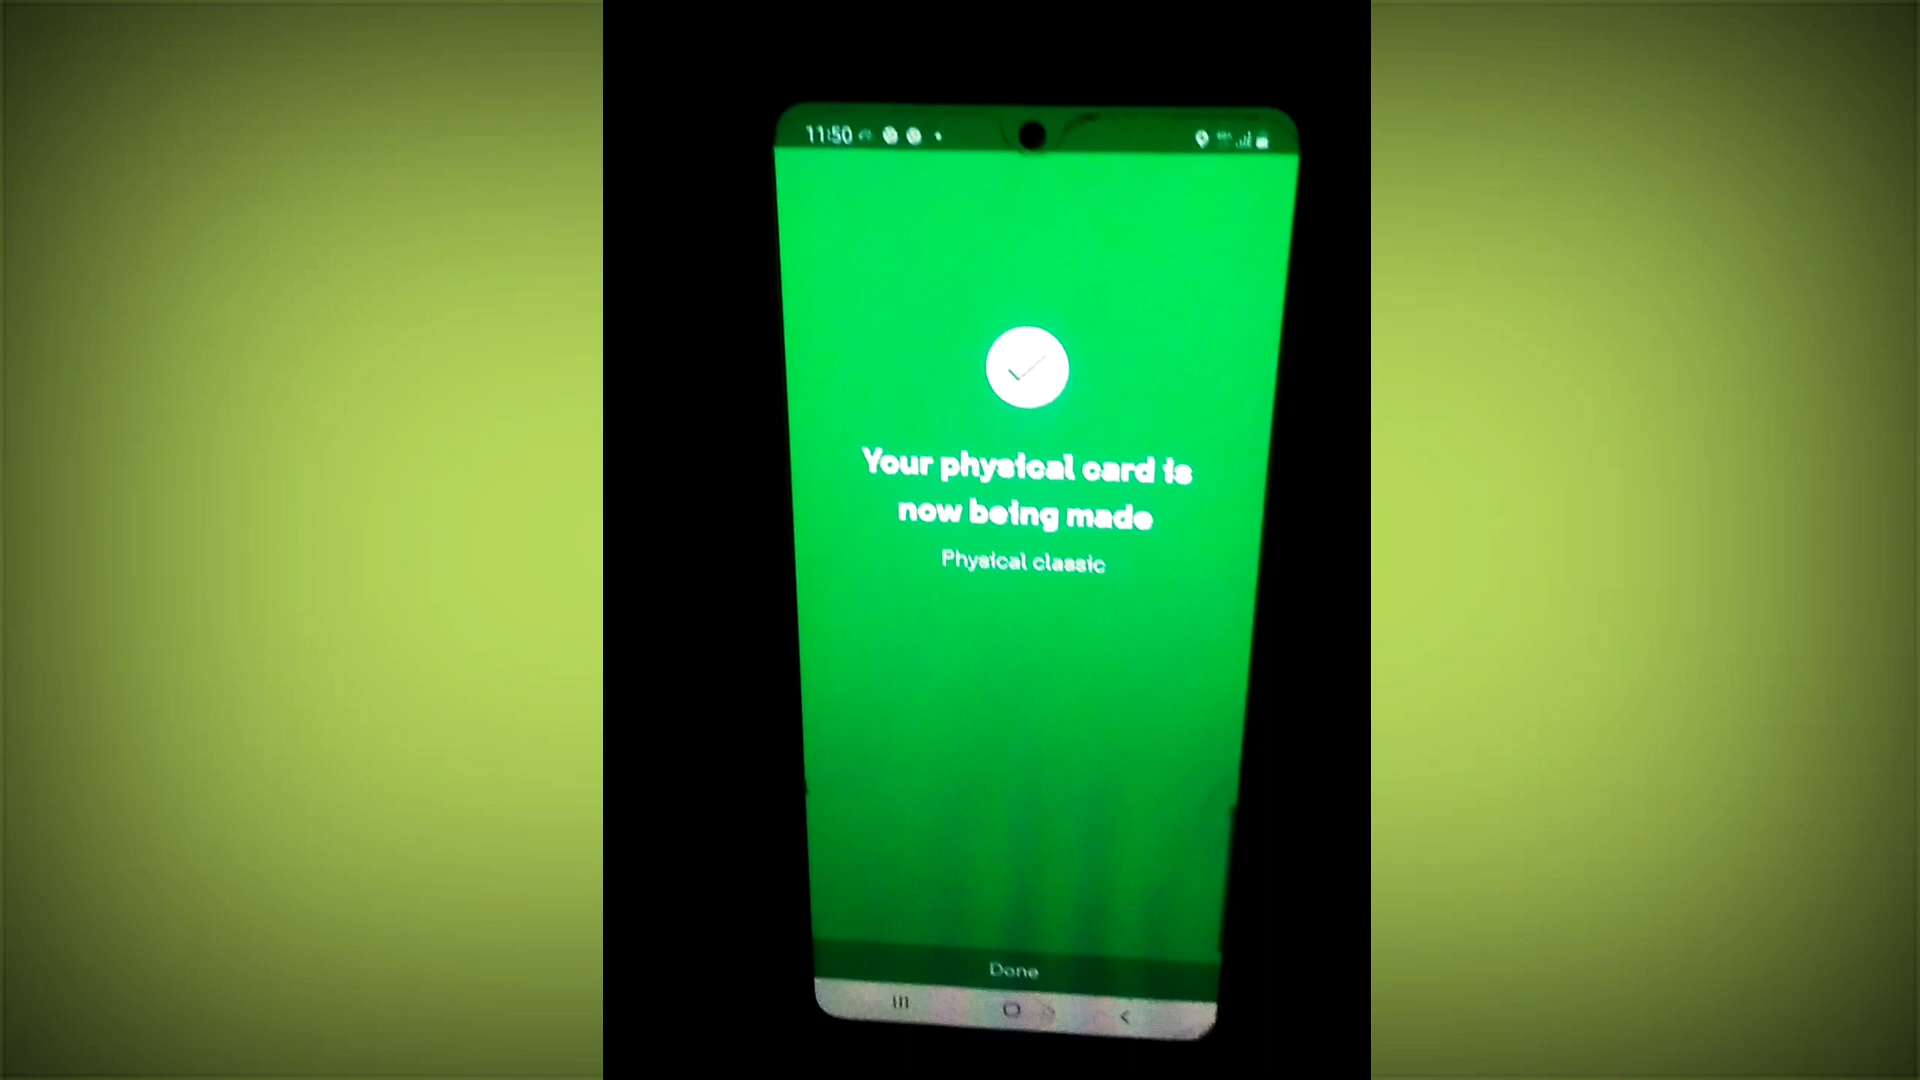 11:50
Your physical card is
now being made
Physical classic
Done